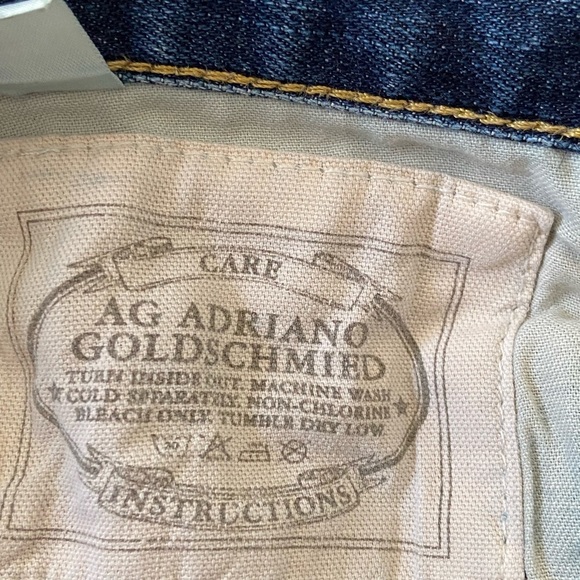 CARE
AG ADRIANO
GOLDSCHMIED
TURN INSIDE OUT. MACHINE WASH
COLD SEPARATELY. NON-CHLORINE
BLEACH ONLY. TUMBLE DRY LOW
30
INSTRUCTIONS